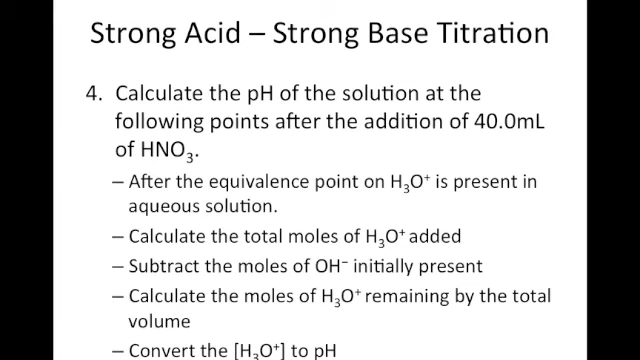 Strong Acid – Strong Base Titration
4. Calculate the pH of the solution at the
following points after the addition of 40.0mL
of HNO₃.
– After the equivalence point on H₃O⁺ is present in
aqueous solution.
– Calculate the total moles of H₃O⁺ added
– Subtract the moles of OH⁻ initially present
– Calculate the moles of H₃O⁺ remaining by the total
volume
– Convert the [H₃O⁺] to pH